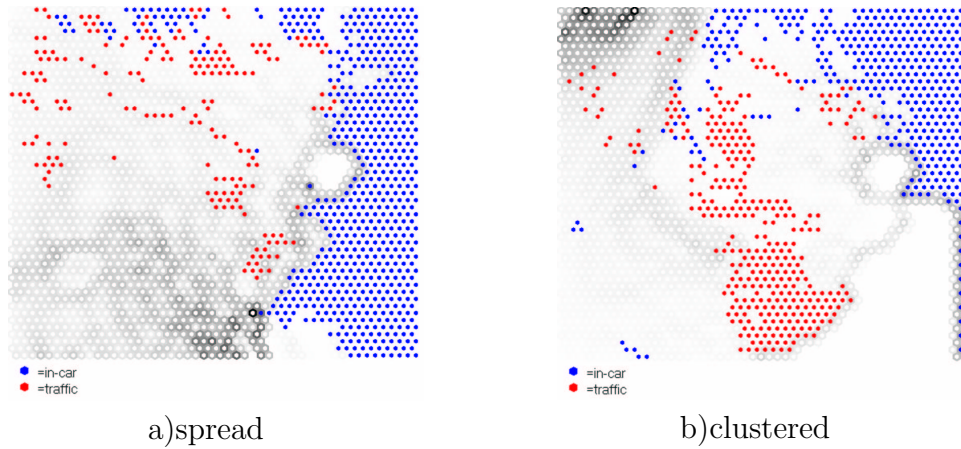 =in-car
=traffic
a)spread
=in-car
=traffic
b)clustered